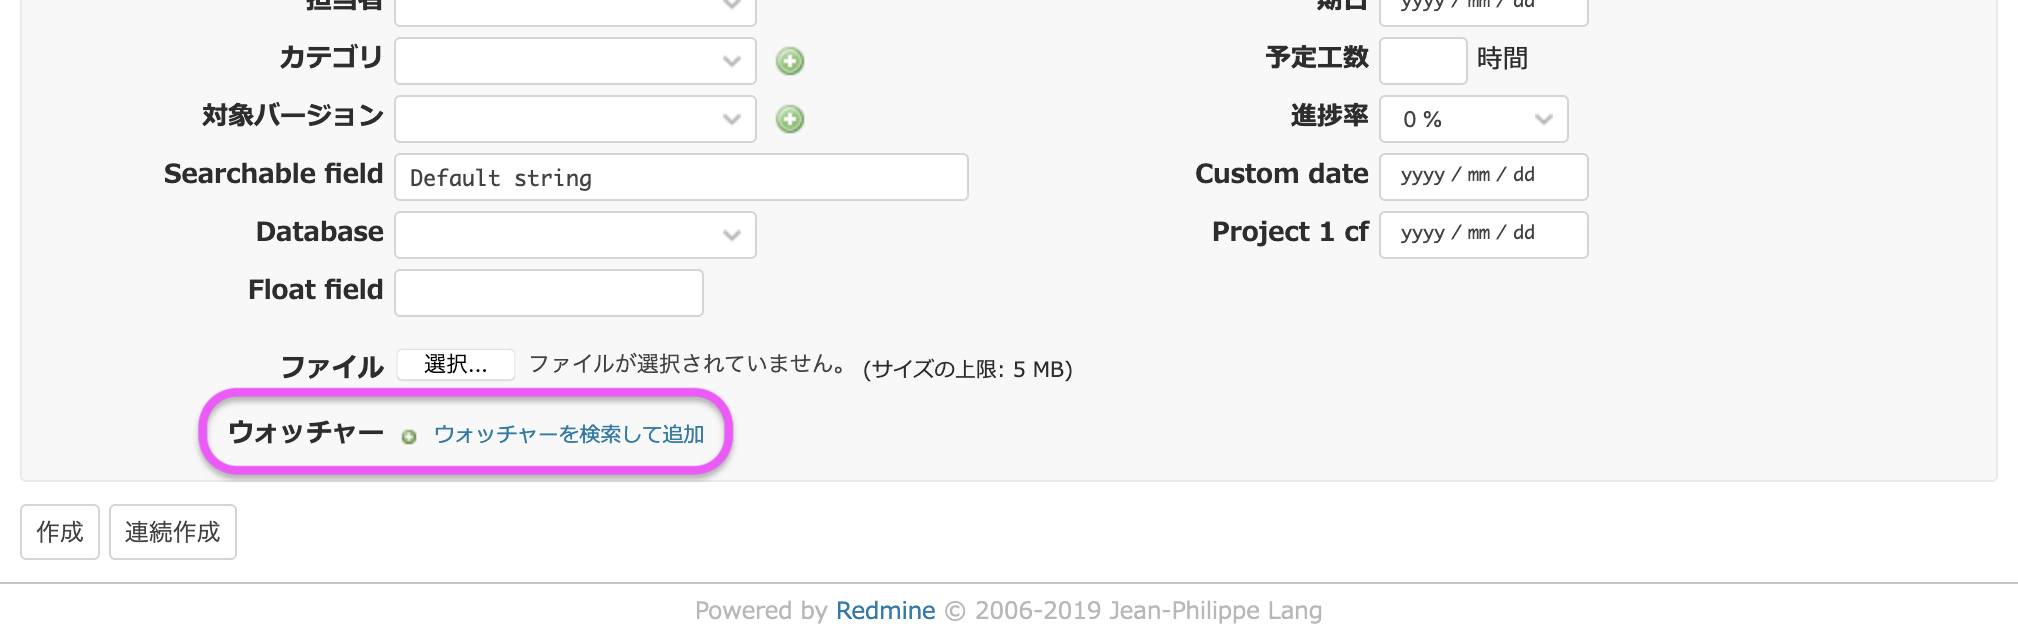 担当者 期日 yyyy / mm / dd
カテゴリ 予定工数 時間
対象バージョン 進捗率 0 %
Searchable field Default string Custom date yyyy / mm / dd
Database Project 1 cf yyyy / mm / dd
Float field
ファイル 選択... ファイルが選択されていません。 (サイズの上限: 5 MB)
ウォッチャー ウォッチャーを検索して追加
作成 連続作成
Powered by Redmine © 2006-2019 Jean-Philippe Lang